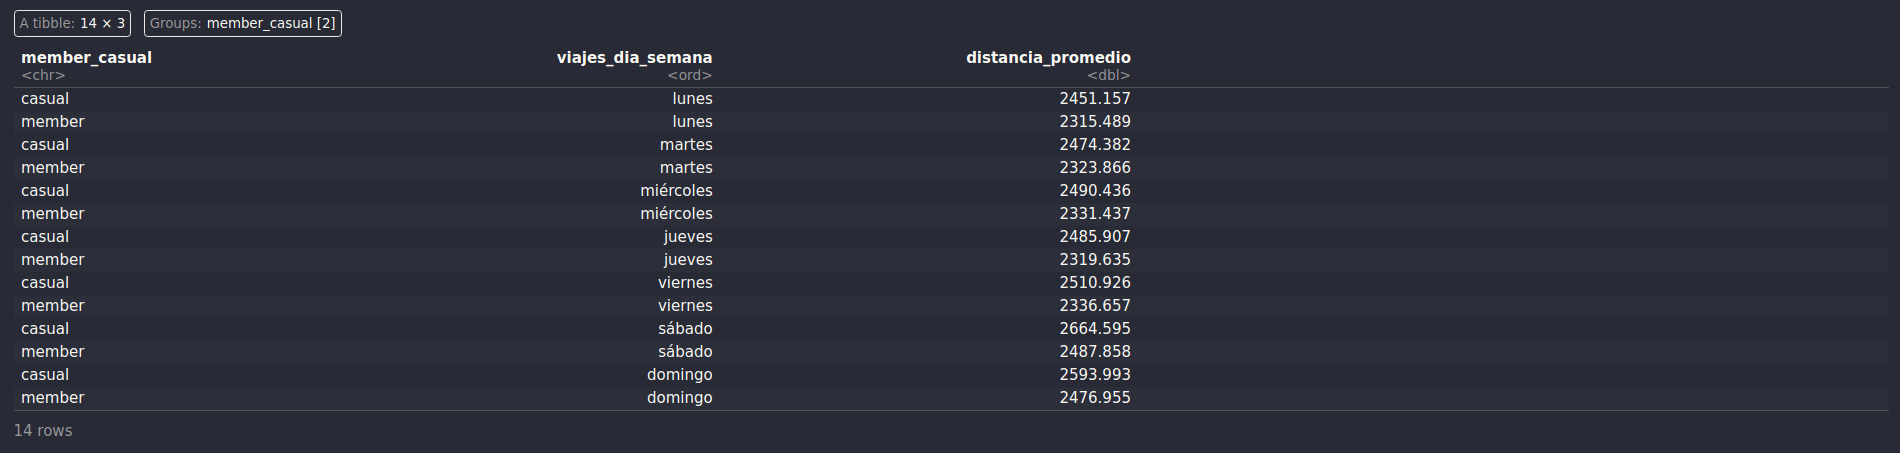 A tibble: 14 × 3 Groups: member_casual [2]
member_casual viajes_dia_semana distancia_promedio
<chr> <ord> <dbl>
casual lunes 2451.157
member lunes 2315.489
casual martes 2474.382
member martes 2323.866
casual miércoles 2490.436
member miércoles 2331.437
casual jueves 2485.907
member jueves 2319.635
casual viernes 2510.926
member viernes 2336.657
casual sábado 2664.595
member sábado 2487.858
casual domingo 2593.993
member domingo 2476.955
14 rows